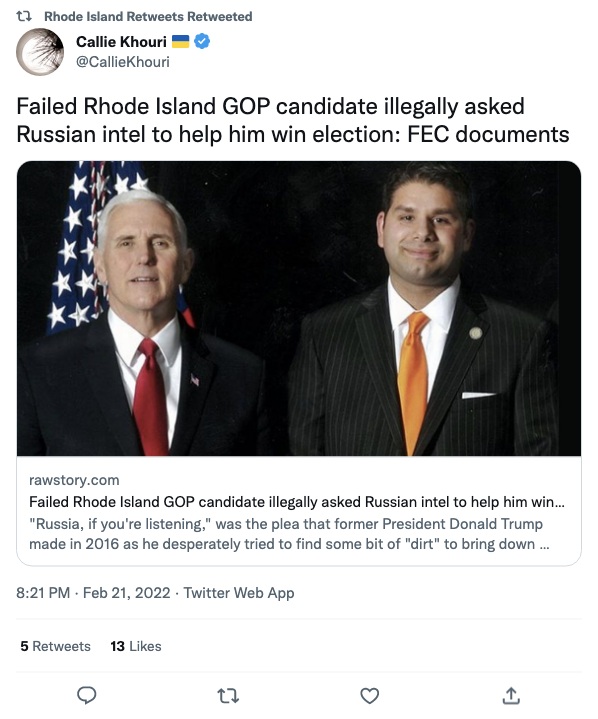 Rhode Island Retweets Retweeted
Callie Khouri 🇺🇦
@CallieKhouri
Failed Rhode Island GOP candidate illegally asked
Russian intel to help him win election: FEC documents
rawstory.com
Failed Rhode Island GOP candidate illegally asked Russian intel to help him win...
"Russia, if you're listening," was the plea that former President Donald Trump
made in 2016 as he desperately tried to find some bit of "dirt" to bring down ...
8:21 PM · Feb 21, 2022 · Twitter Web App
5 Retweets 13 Likes